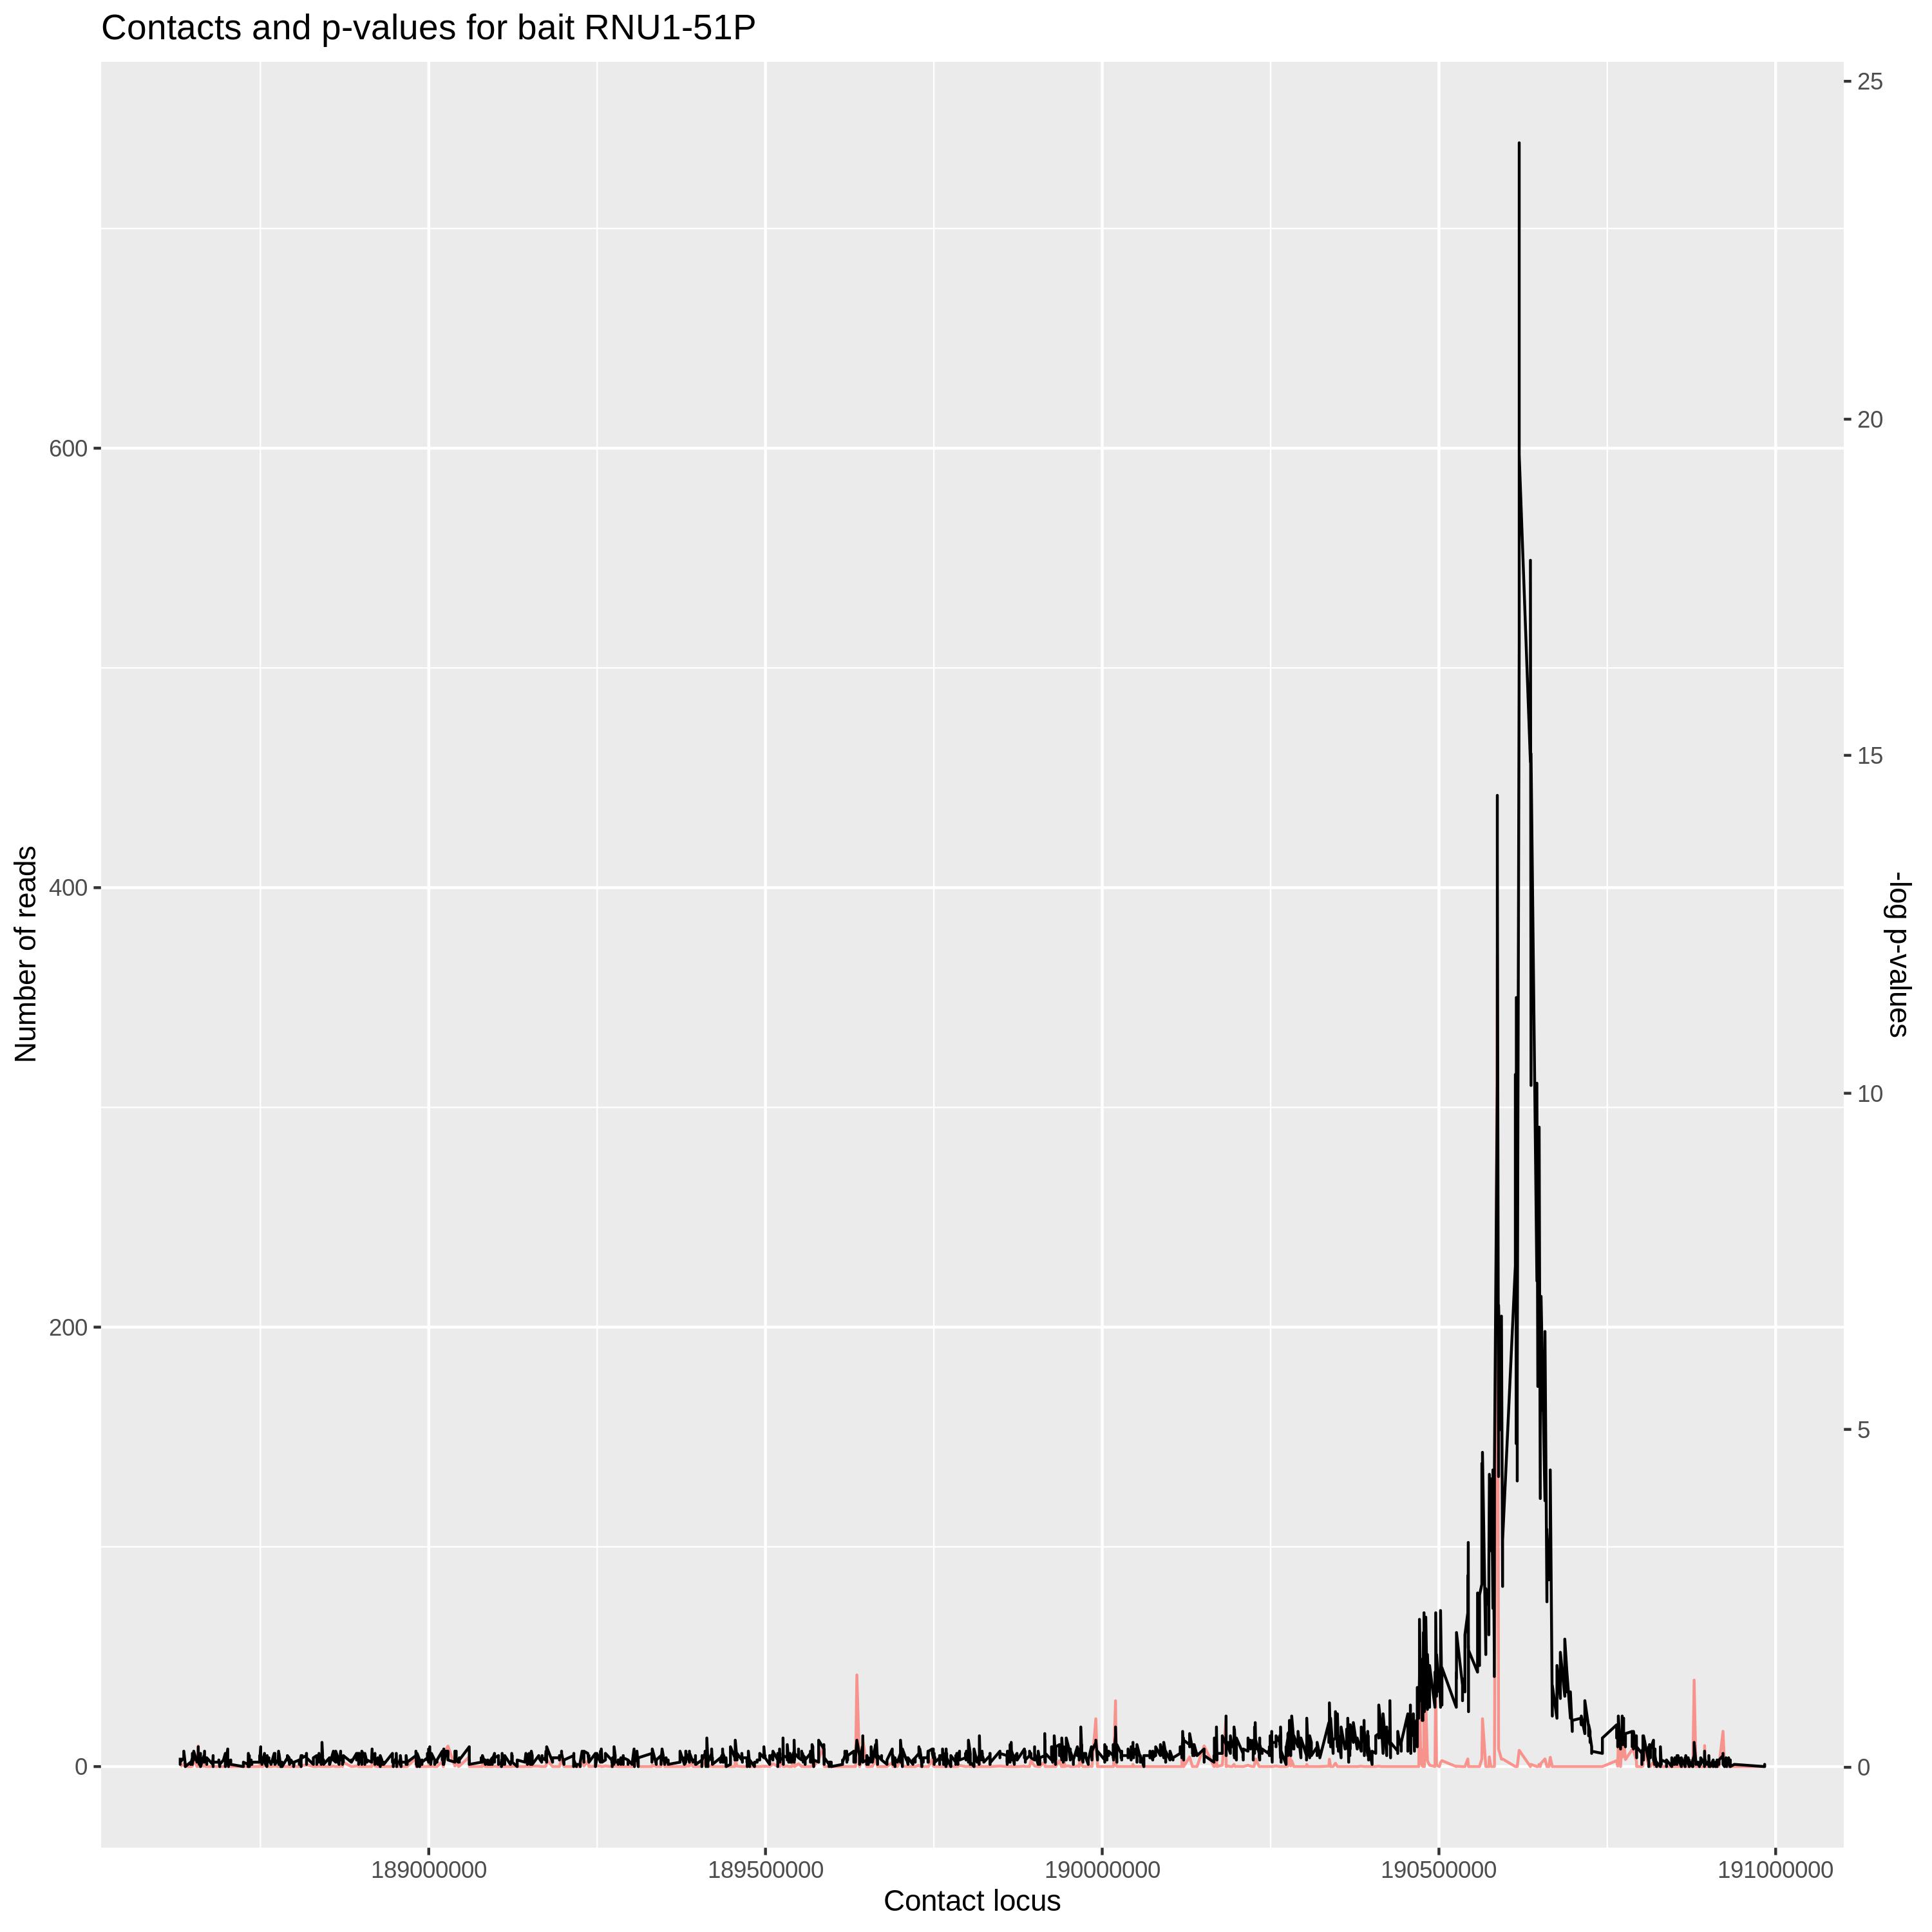 Contacts and p-values for bait RNU1-51P
25
20
600
15
Number of reads
400
-log p-values
10
200
5
0
0
189000000 189500000 190000000 190500000 191000000
Contact locus